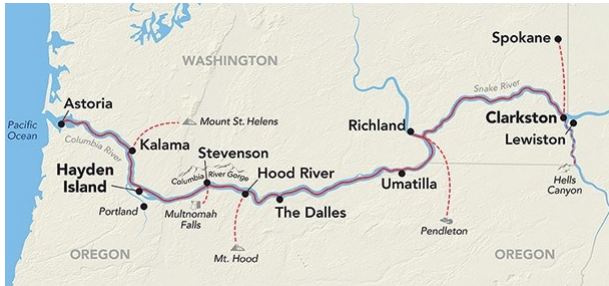 Spokane
WASHINGTON
Snake River
Astoria
Mount St. Helens
Clarkston
Pacific
Ocean
Richland
Lewiston
Columbia River
Kalama
Stevenson
Hayden
Island
Columbia River Gorge
Hood River
Umatilla
Hells
Canyon
Portland
Multnomah
Falls
The Dalles
Pendleton
OREGON
Mt. Hood
OREGON